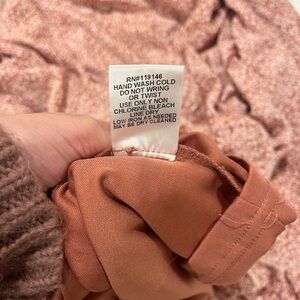 RN#119146
HAND WASH COLD
DO NOT WRING
OR TWIST
USE ONLY NON
CHLORINE BLEACH
LINE DRY
LOW IRON AS NEEDED
MAY BE DRY CLEANED